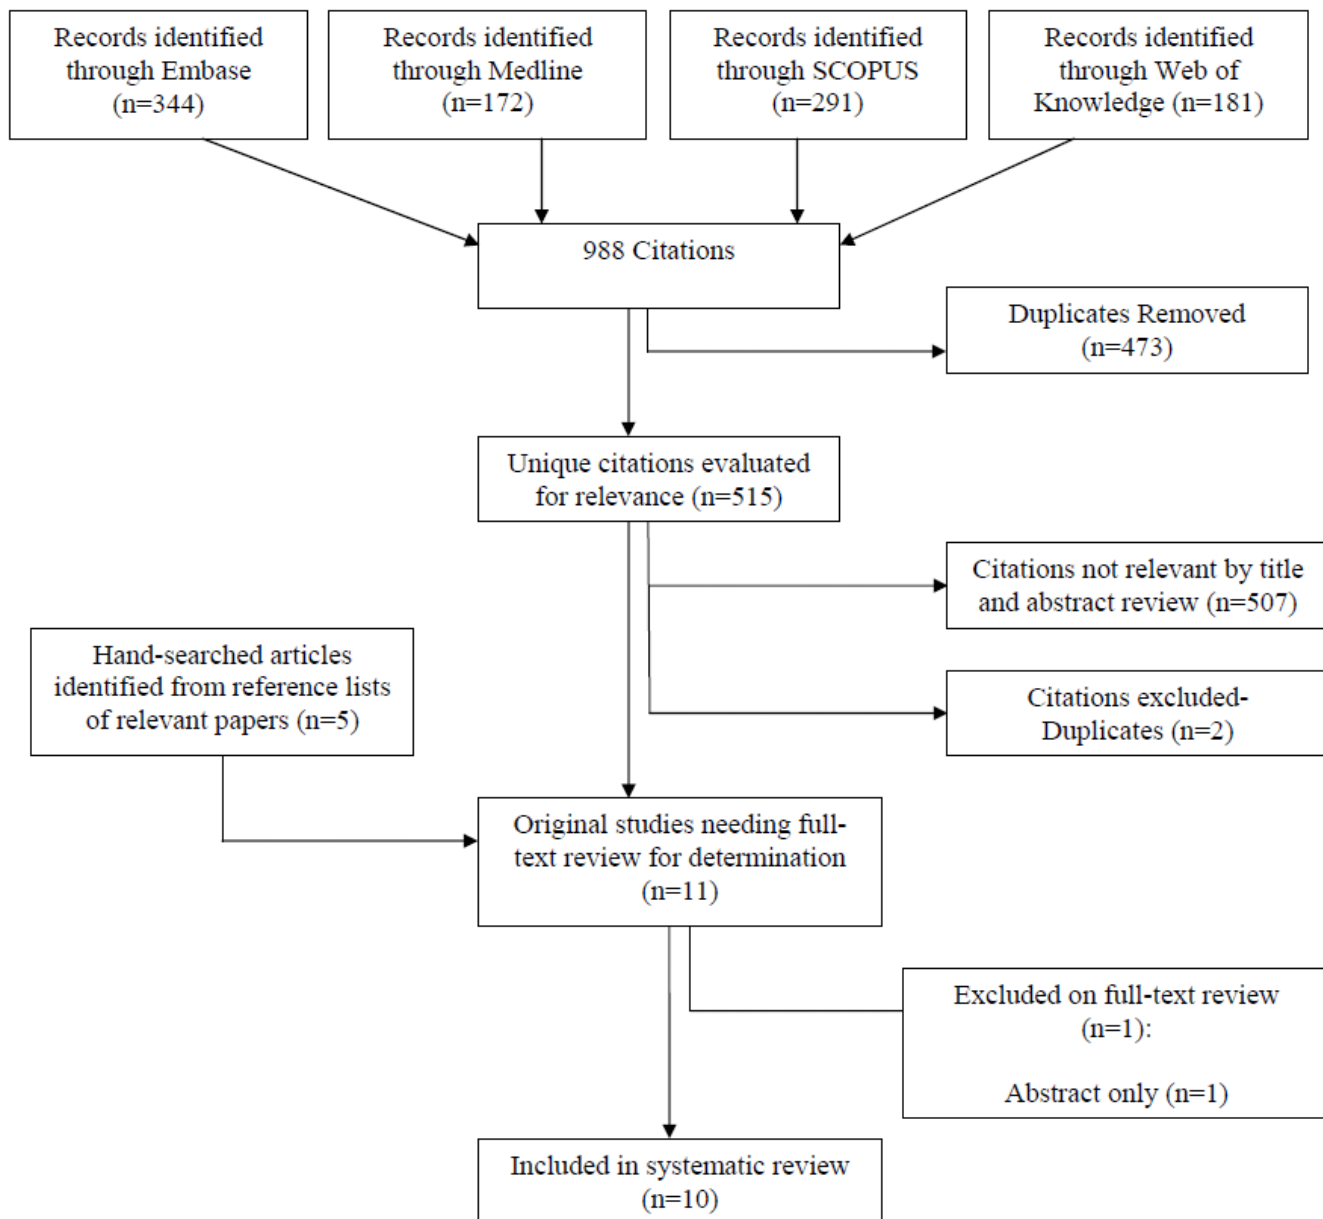 Records identified
through Embase
(n=344)
Records identified
through Medline
(n=172)
Records identified
through SCOPUS
(n=291)
Records identified
through Web of
Knowledge (n=181)
988 Citations
Duplicates Removed
(n=473)
Unique citations evaluated
for relevance (n=515)
Citations not relevant by title
and abstract review (n=507)
Hand-searched articles
identified from reference lists
of relevant papers (n=5)
Citations excluded-
Duplicates (n=2)
Original studies needing full-
text review for determination
(n=11)
Excluded on full-text review
(n=1):
Abstract only (n=1)
Included in systematic review
(n=10)